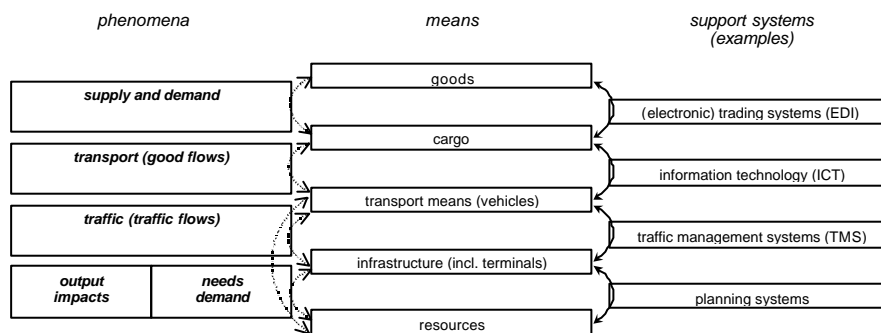 phenomena
means
support systems
(examples)
goods
supply and demand
(electronic) trading systems (EDI)
cargo
transport (good flows)
information technology (ICT)
transport means (vehicles)
traffic (traffic flows)
traffic management systems (TMS)
infrastructure (incl. terminals)
output
impacts
needs
demand
planning systems
resources